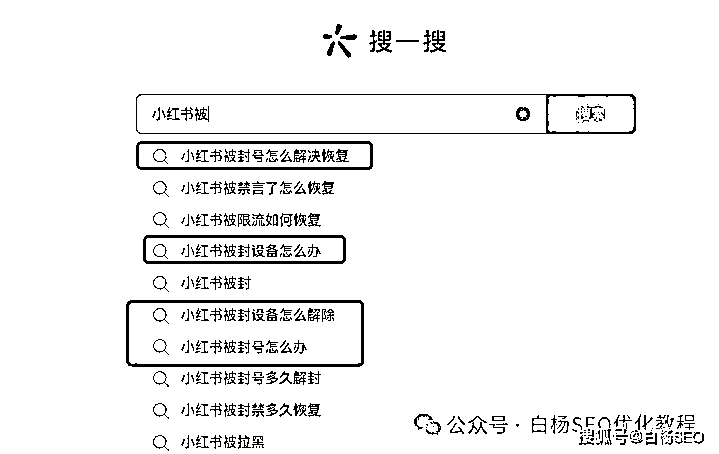 搜一搜
小红书被
搜索
小红书被封号怎么解决恢复
小红书被禁言了怎么恢复
小红书被限流如何恢复
小红书被封设备怎么办
小红书被封
小红书被封设备怎么解除
小红书被封号怎么办
小红书被封号多久解封
小红书被封禁多久恢复
小红书被拉黑
公众号·白杨SEO优化教程
搜狐号@白杨SEO